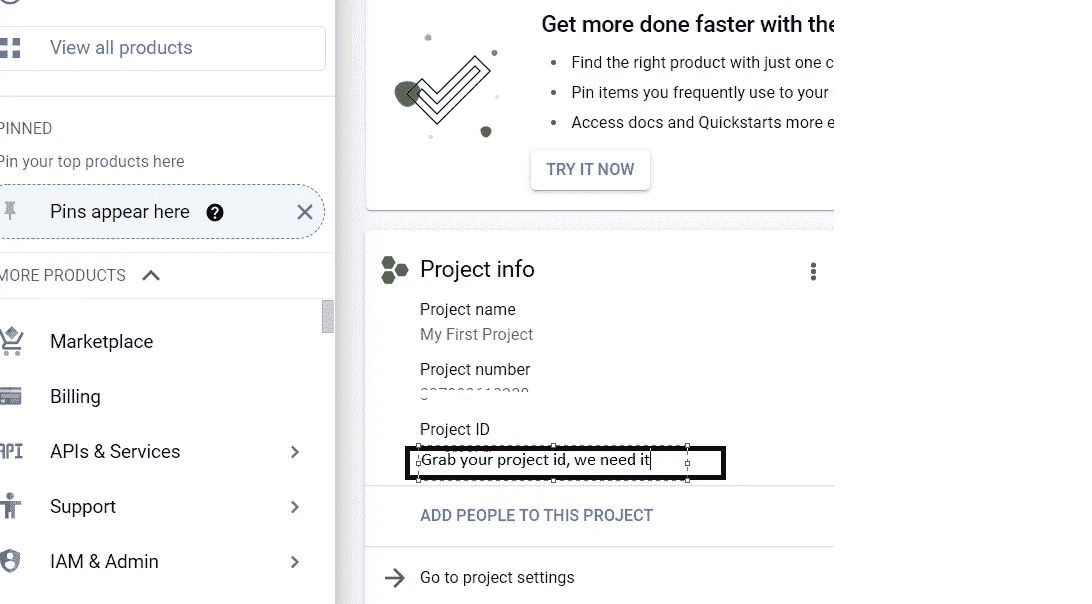 View all products
PINNED
Pin your top products here
Pins appear here
MORE PRODUCTS
Marketplace
Billing
API
APIs & Services
Support
IAM & Admin
Get more done faster with the
Find the right product with just one c
Pin items you frequently use to your
Access docs and Quickstarts more e
TRY IT NOW
Project info
Project name
My First Project
Project number
Project ID
Grab your project id, we need it
ADD PEOPLE TO THIS PROJECT
Go to project settings